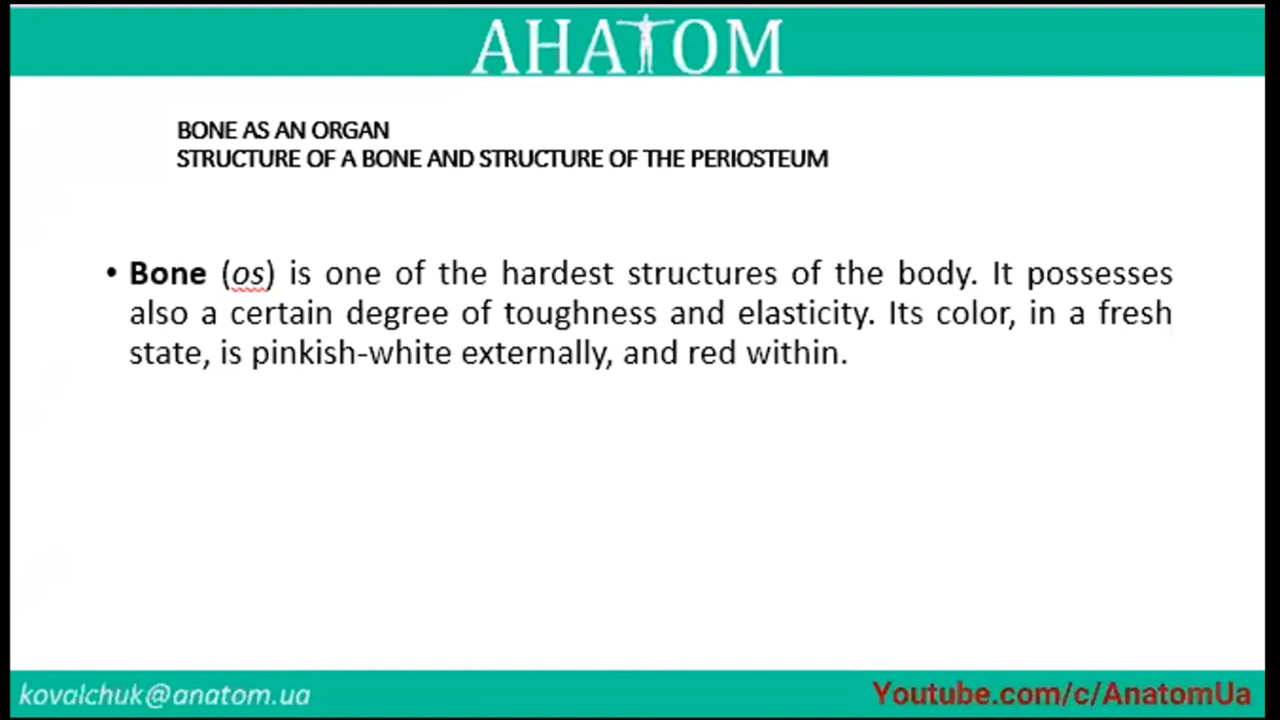 АНАТОМ
BONE AS AN ORGAN
STRUCTURE OF A BONE AND STRUCTURE OF THE PERIOSTEUM
• Bone (os) is one of the hardest structures of the body. It possesses
also a certain degree of toughness and elasticity. Its color, in a fresh
state, is pinkish-white externally, and red within.
kovalchuk@anatom.ua
Youtube.com/c/AnatomUa